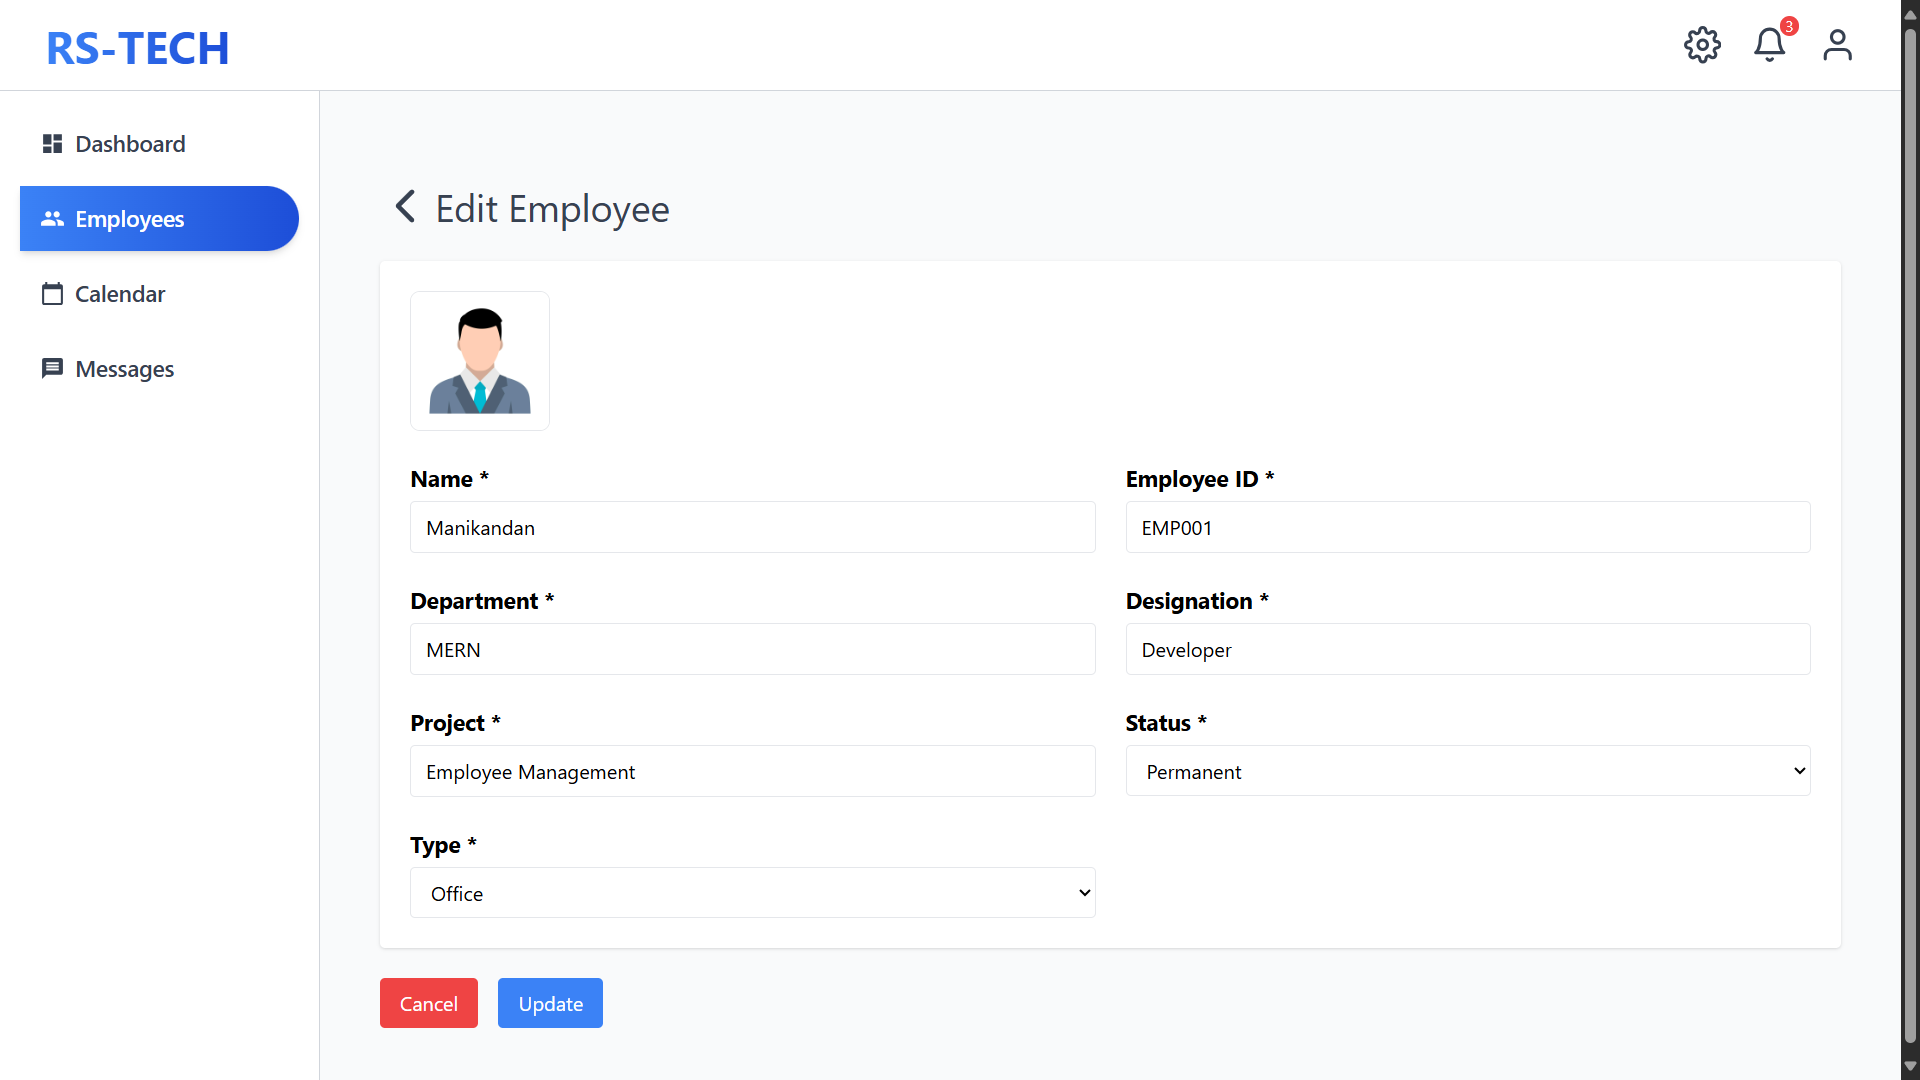 RS-TECH
3
Dashboard
Employees
Calendar
Messages
Edit Employee
Name *
Employee ID *
Manikandan
EMP001
Department *
Designation *
MERN
Developer
Project *
Status *
Employee Management
Permanent
Type *
Office
Cancel
Update